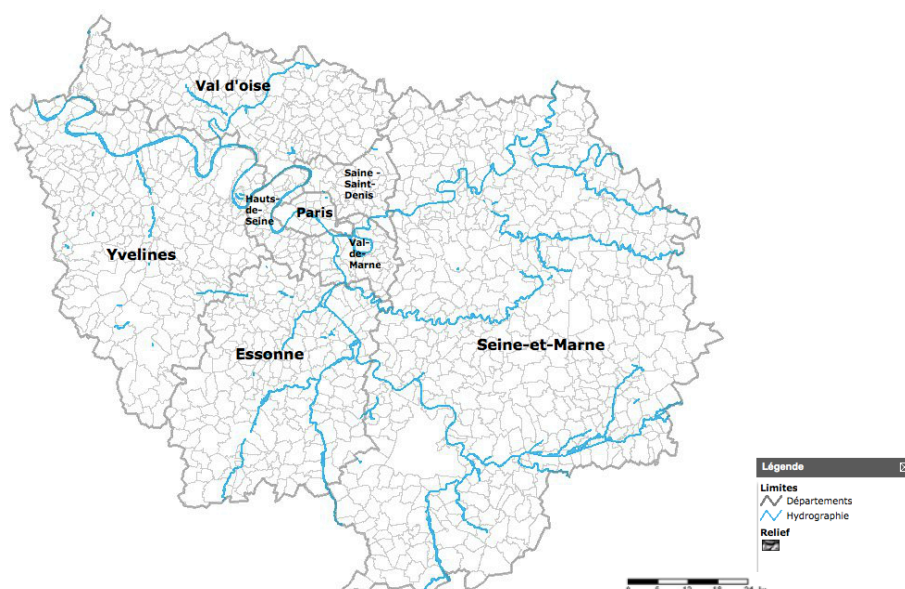 Val d'oise
Saine -
Saint-
Denis
Hauts-
de-
Seine
Paris
Val-
de-
Marne
Yvelines
Essonne
Seine-et-Marne
Légende
Limites
Départements
Hydrographie
Relief